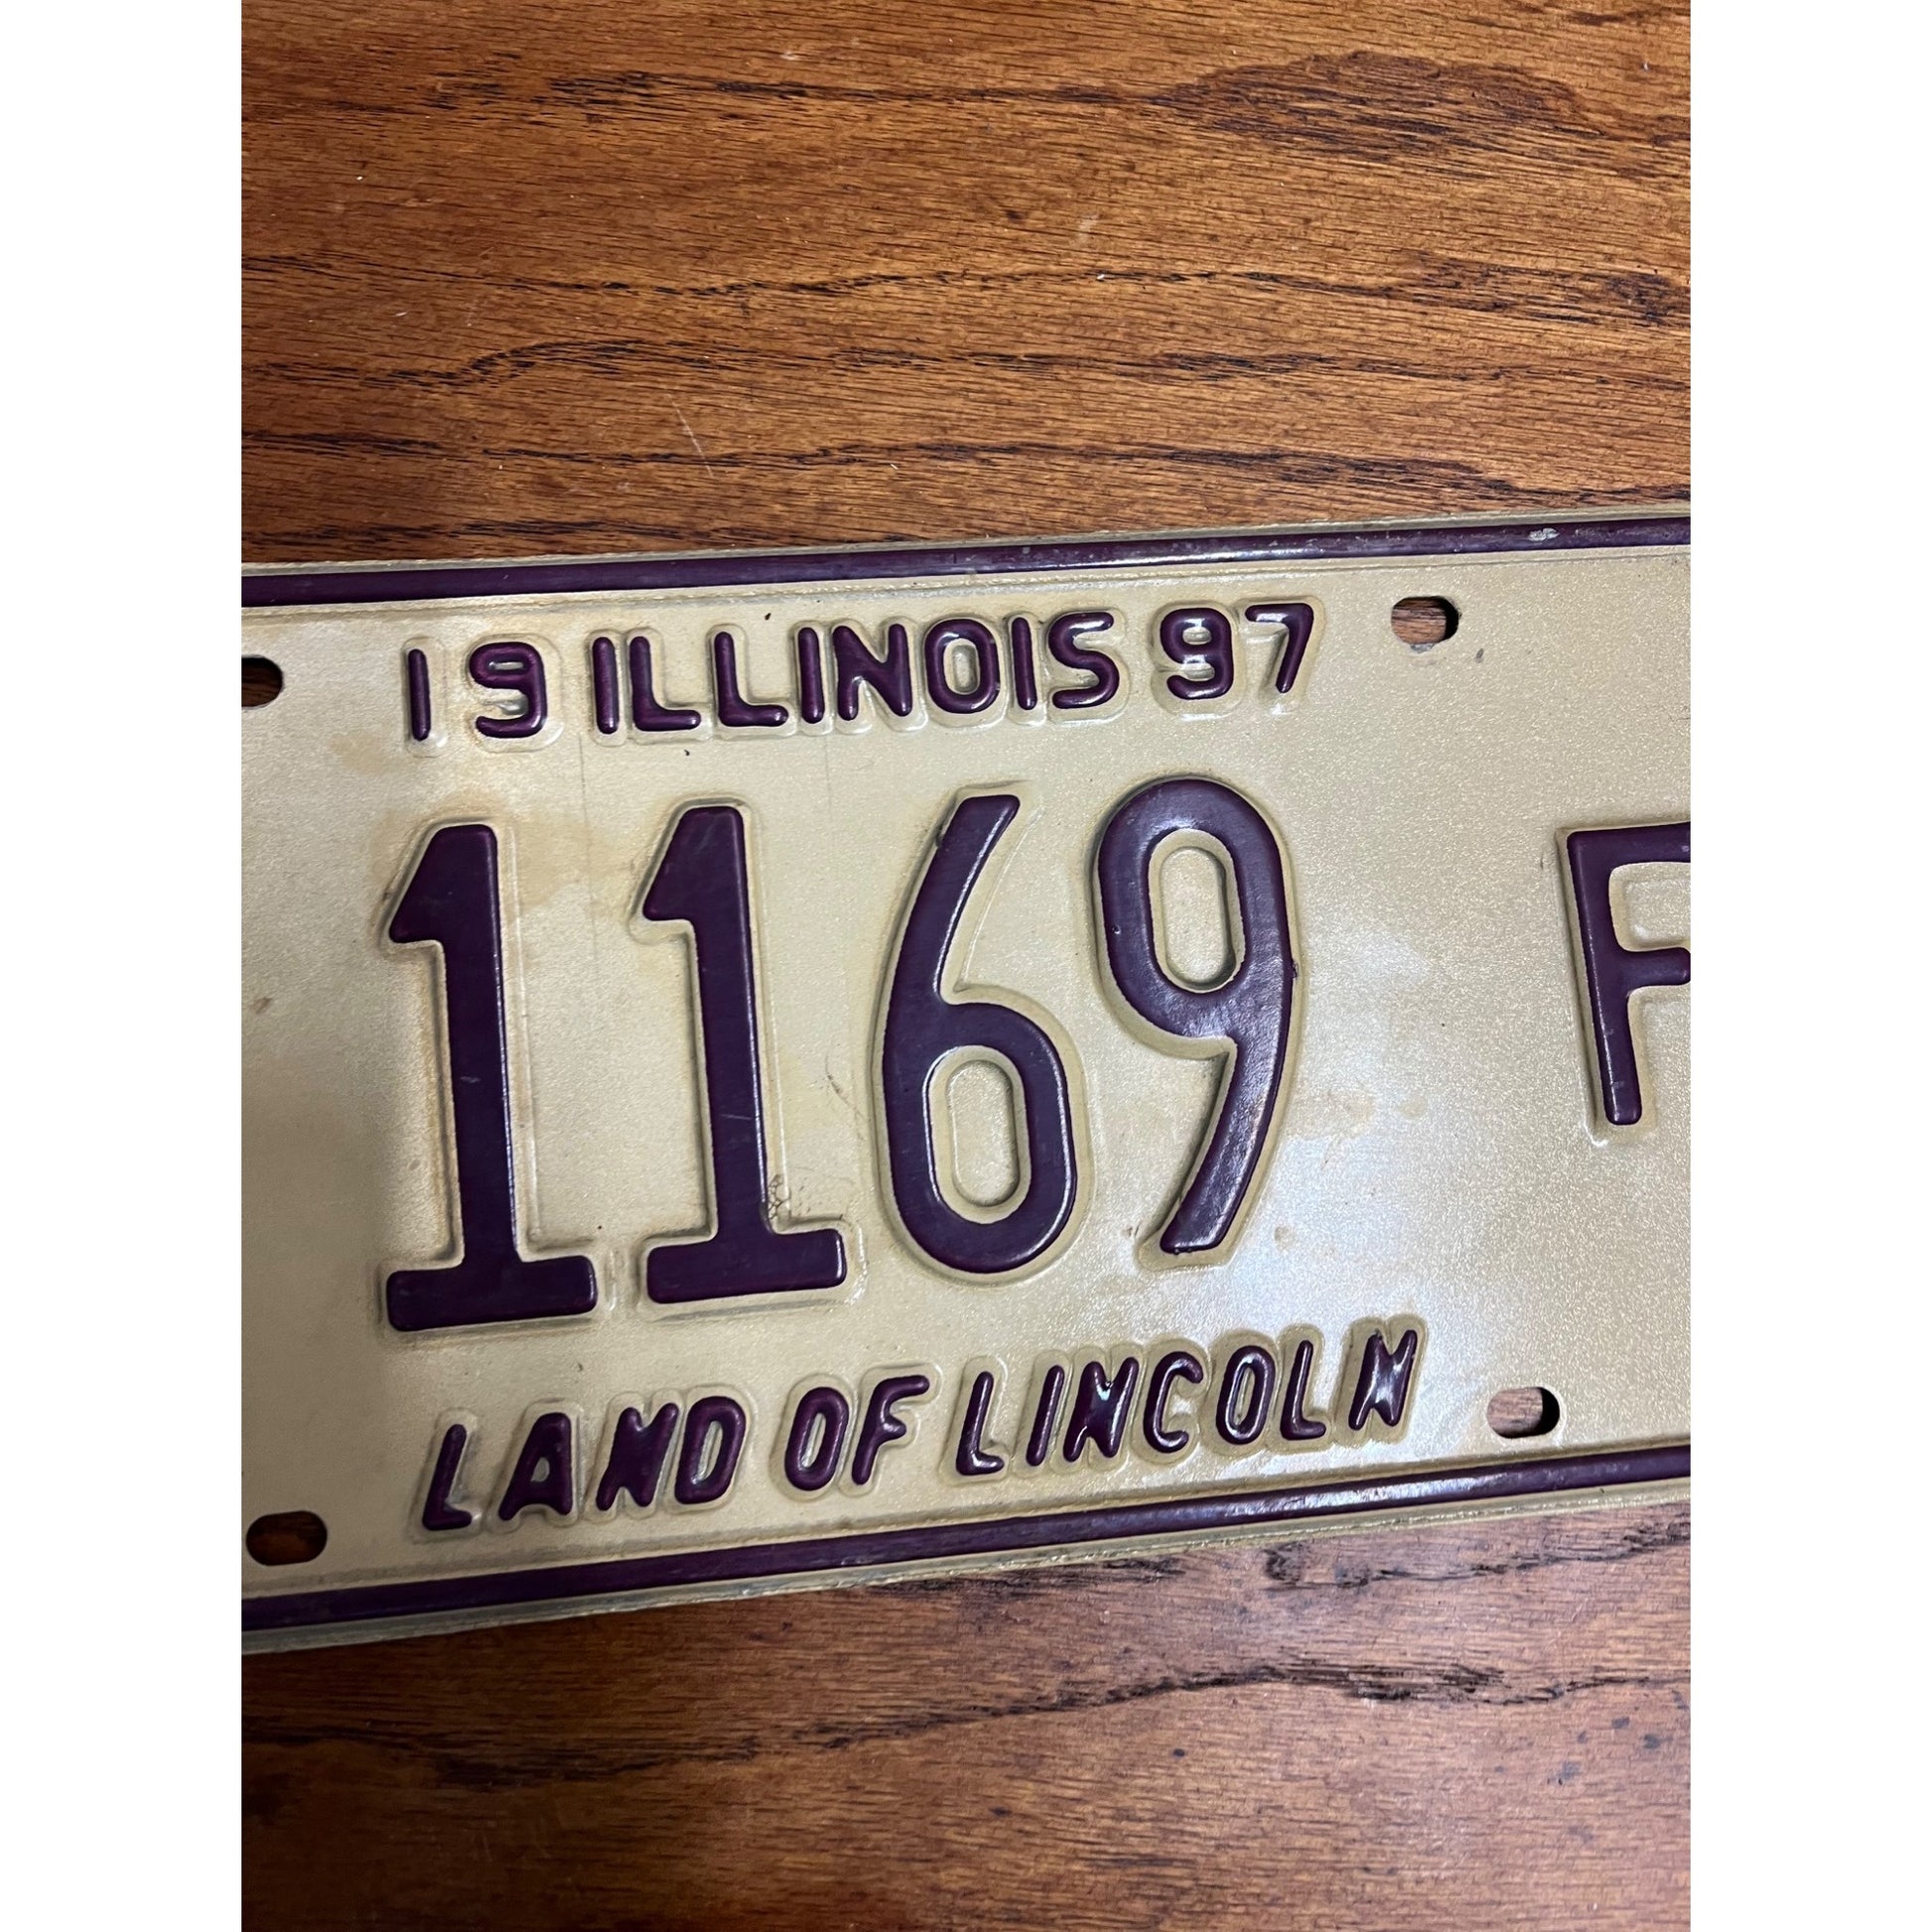 19 ILLINOIS 97
1169 F
LAND OF LINCOLN